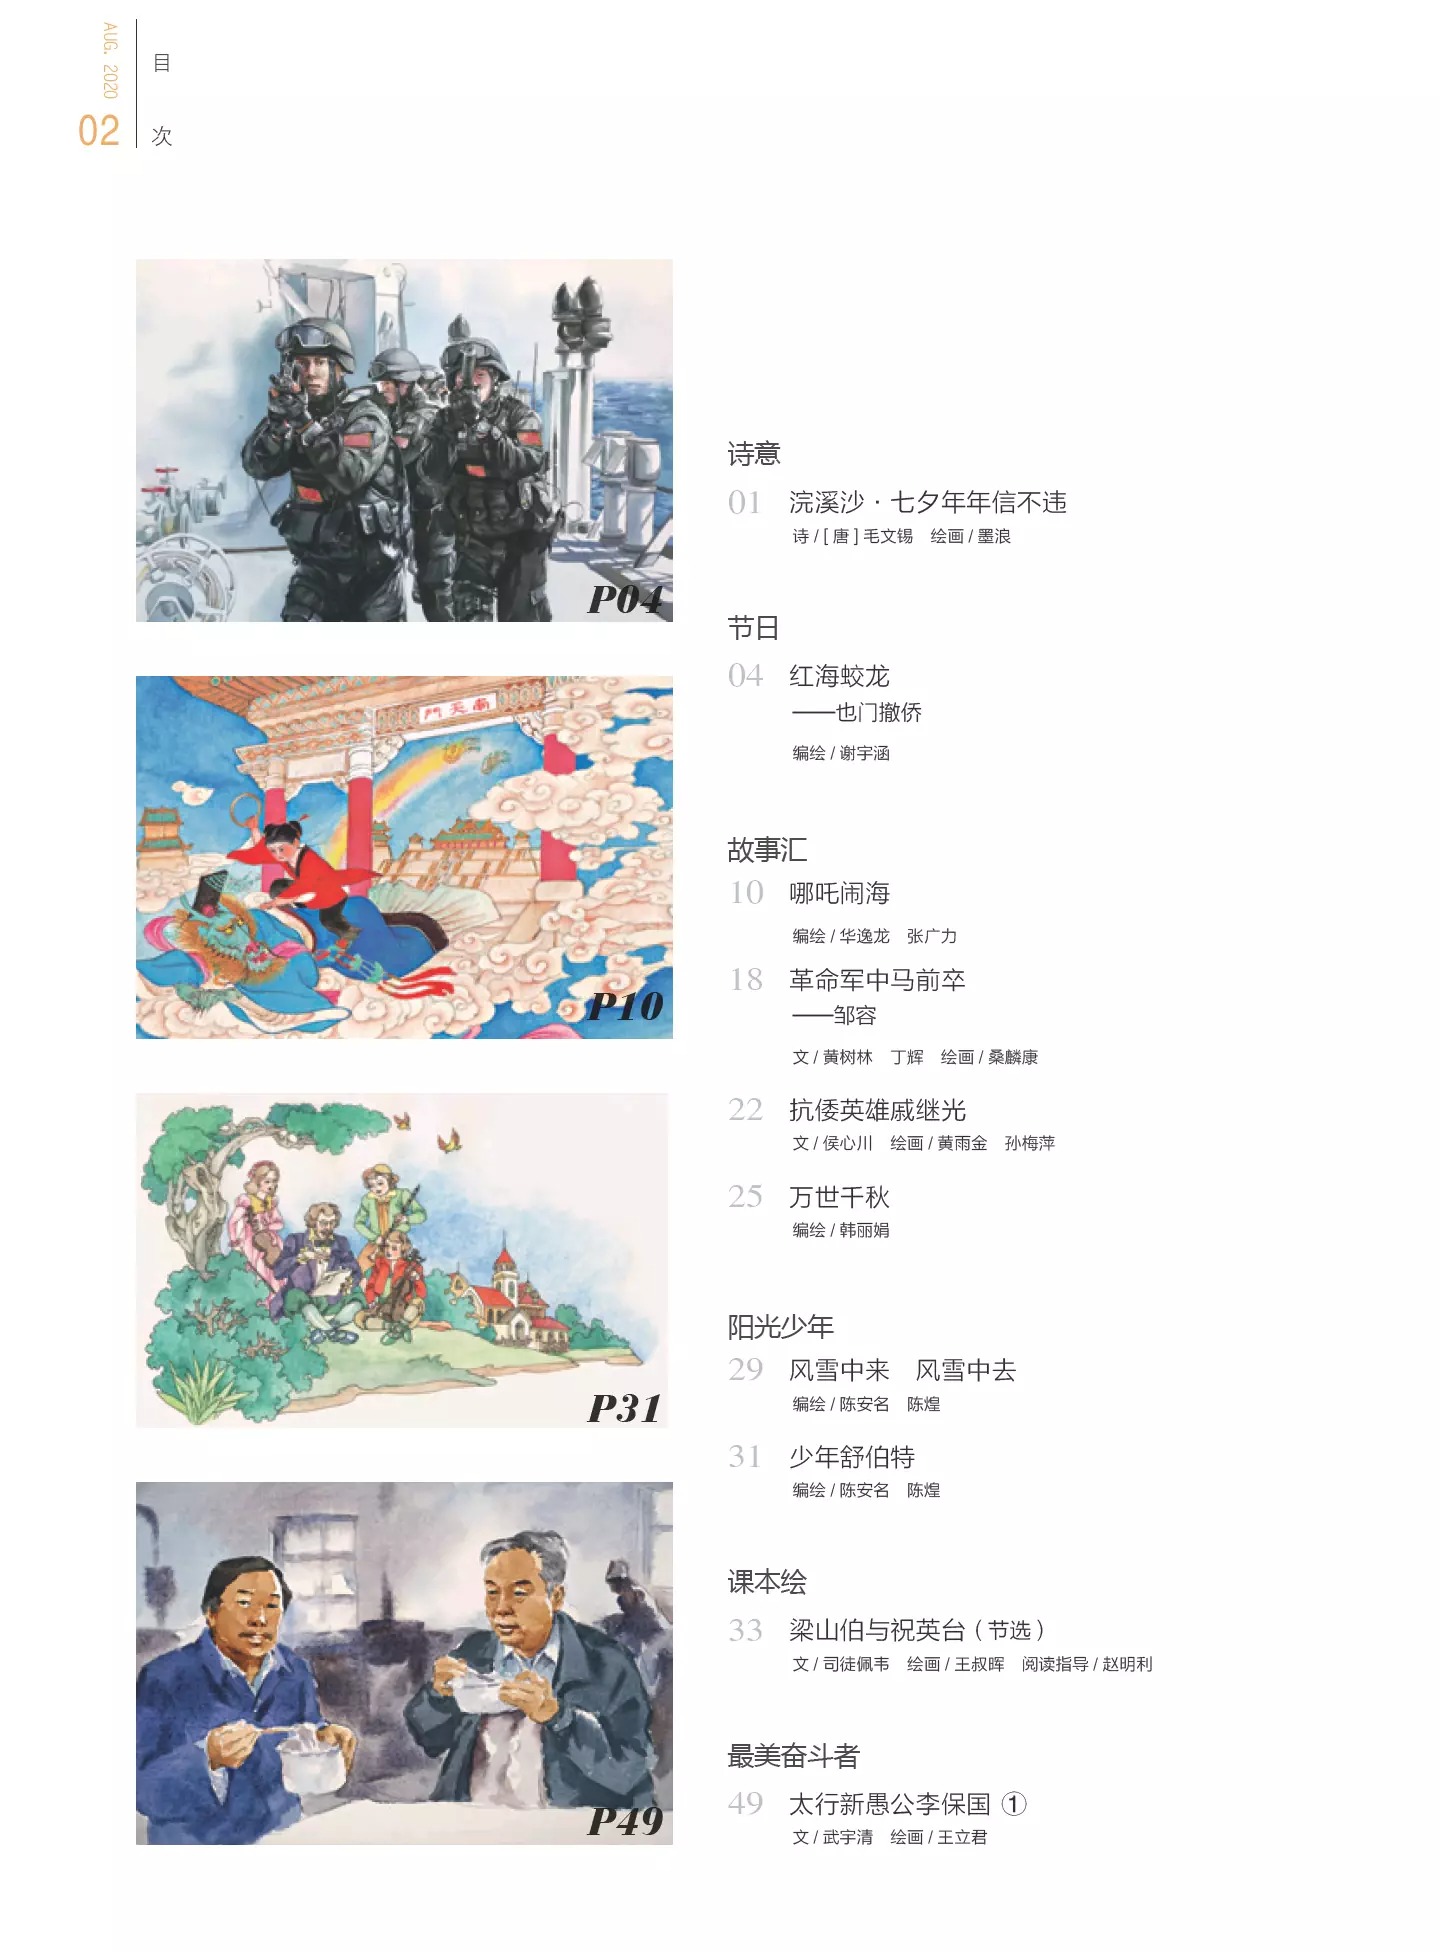 AUG. 2020
02
目
次
P04
南天門
P10
P31
P49
诗意
01 浣溪沙·七夕年年信不违
诗/[唐]毛文锡 绘画/墨浪
节日
04 红海蛟龙
——也门撤侨
编绘/谢宇涵
故事汇
10 哪吒闹海
编绘/华逸龙 张广力
18 革命军中马前卒
——邹容
文/黄树林 丁辉 绘画/桑麟康
22 抗倭英雄戚继光
文/侯心川 绘画/黄雨金 孙梅萍
25 万世千秋
编绘/韩丽娟
阳光少年
29 风雪中来 风雪中去
编绘/陈安名 陈煌
31 少年舒伯特
编绘/陈安名 陈煌
课本绘
33 梁山伯与祝英台（节选）
文/司徒佩韦 绘画/王叔晖 阅读指导/赵明利
最美奋斗者
49 太行新愚公李保国 ①
文/武宇清 绘画/王立君